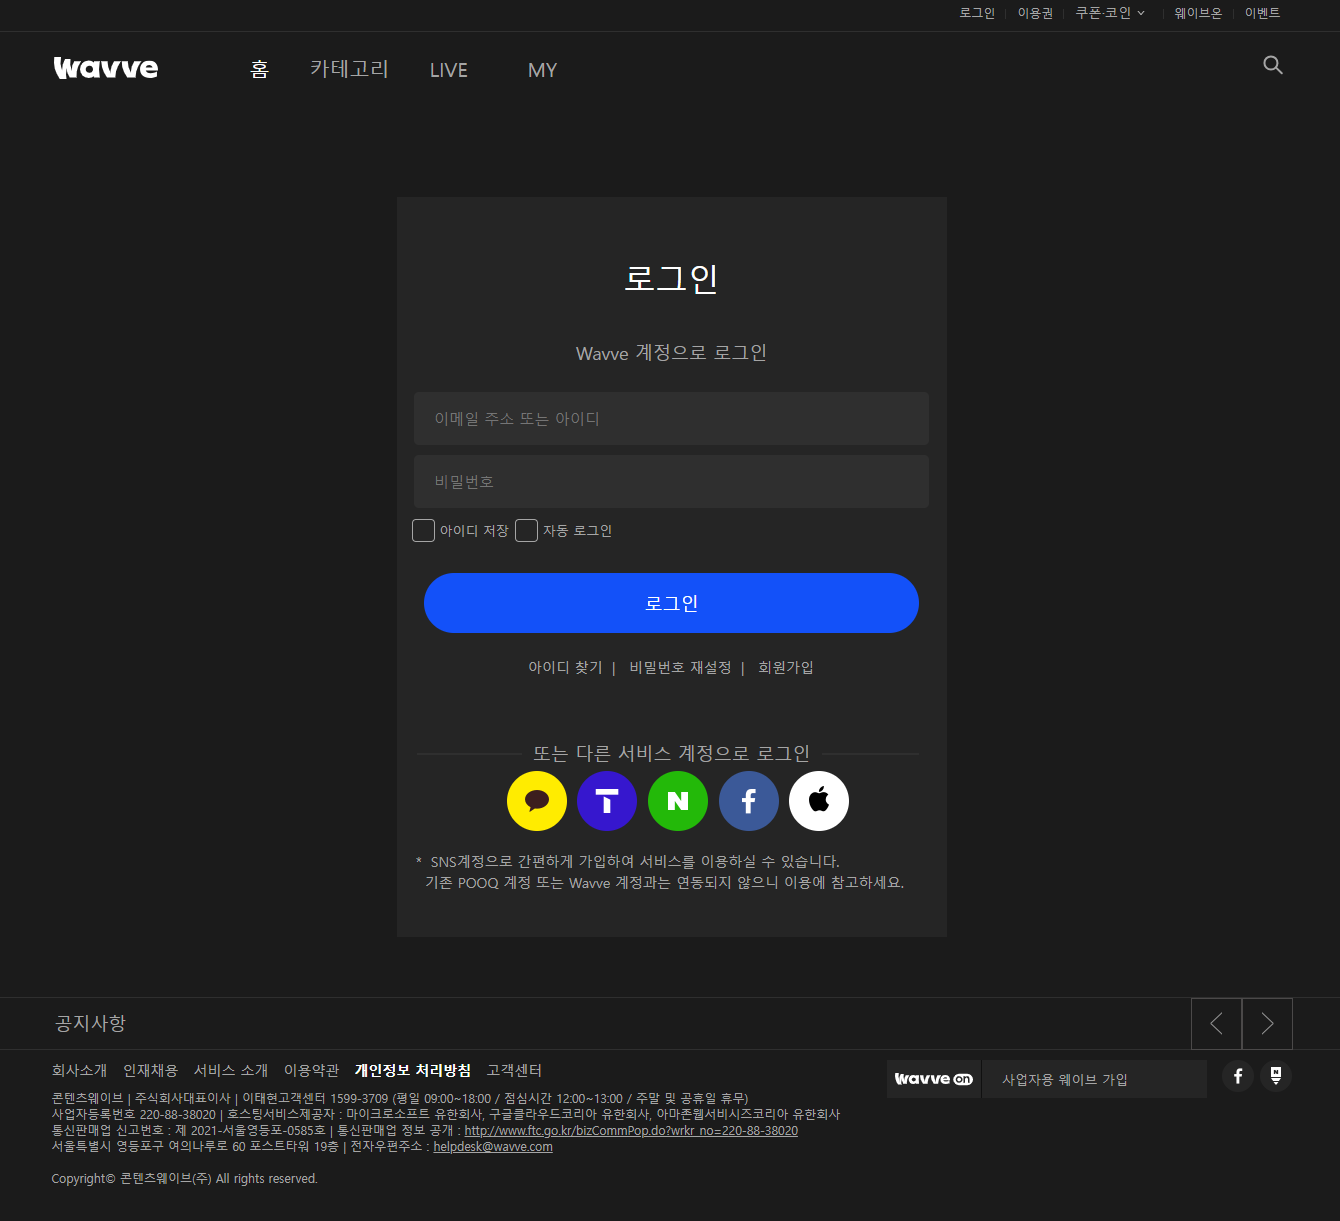 로그인 이용권 쿠폰·코인 웨이브온 이벤트
wavve 홈 카테고리 LIVE MY
로그인
Wavve 계정으로 로그인
이메일 주소 또는 아이디
비밀번호
아이디 저장 자동 로그인
로그인
아이디 찾기 | 비밀번호 재설정 | 회원가입
또는 다른 서비스 계정으로 로그인
T N f
* SNS계정으로 간편하게 가입하여 서비스를 이용하실 수 있습니다.
기존 POOQ 계정 또는 Wavve 계정과는 연동되지 않으니 이용에 참고하세요.
공지사항
회사소개 인재채용 서비스 소개 이용약관 개인정보 처리방침 고객센터
wavve on 사업자용 웨이브 가입 f N
콘텐츠웨이브 | 주식회사대표이사 | 이태현고객센터 1599-3709 (평일 09:00~18:00 / 점심시간 12:00~13:00 / 주말 및 공휴일 휴무)
사업자등록번호 220-88-38020 | 호스팅서비스제공자 : 마이크로소프트 유한회사, 구글클라우드코리아 유한회사, 아마존웹서비시즈코리아 유한회사
통신판매업 신고번호 : 제 2021-서울영등포-0585호 | 통신판매업 정보 공개 : http://www.ftc.go.kr/bizCommPop.do?wrkr_no=220-88-38020
서울특별시 영등포구 여의나루로 60 포스트타워 19층 | 전자우편주소 : helpdesk@wavve.com
Copyright© 콘텐츠웨이브(주) All rights reserved.